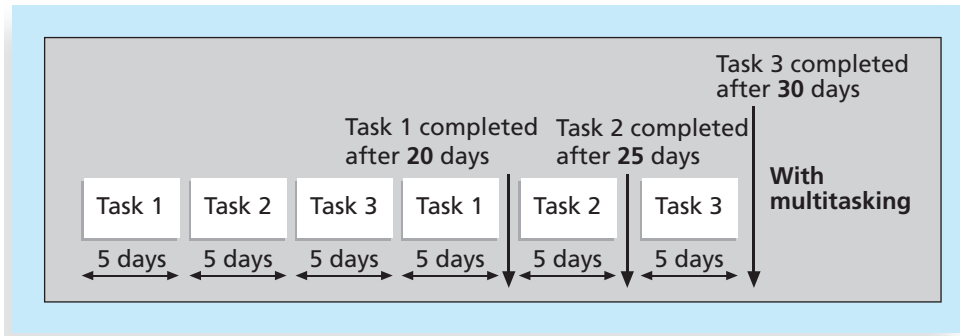 Task 3 completed
after 30 days
Task 1 completed
after 20 days
Task 2 completed
after 25 days
With
multitasking
Task 1
Task 2
Task 3
Task 1
Task 2
Task 3
5 days
5 days
5 days
5 days
5 days
5 days